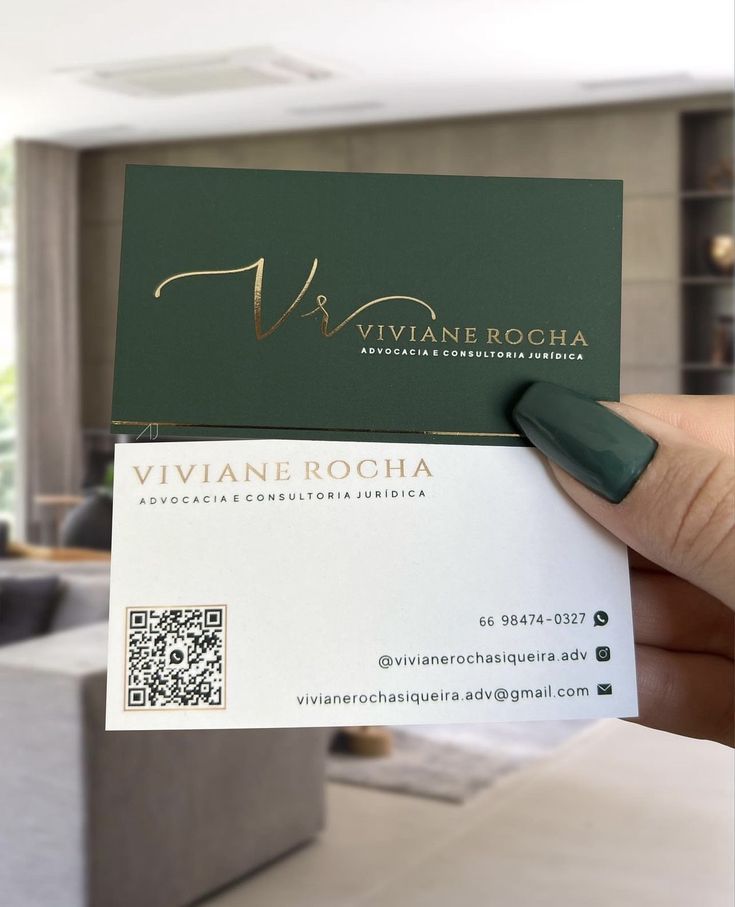 Vr
VIVIANE ROCHA
ADVOCACIA E CONSULTORIA JURÍDICA
VIVIANE ROCHA
ADVOCACIA E CONSULTORIA JURÍDICA
66 98474-0327
@vivianerochasiqueira.adv
vivianerochasiqueira.adv@gmail.com